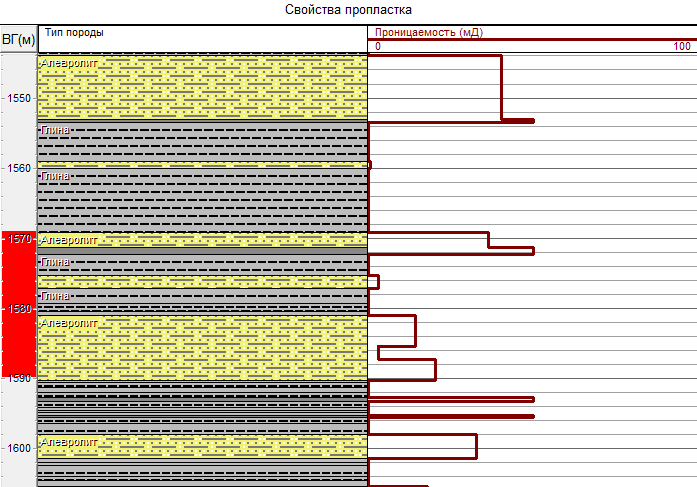 Свойства пропластка
ВГ(м)
Тип породы
Проницаемость (мД)
0
100
Алевролит
1550
Глина
1560
Глина
1570
Алевролит
Глина
Глина
1580
Алевролит
1590
Алевролит
1600